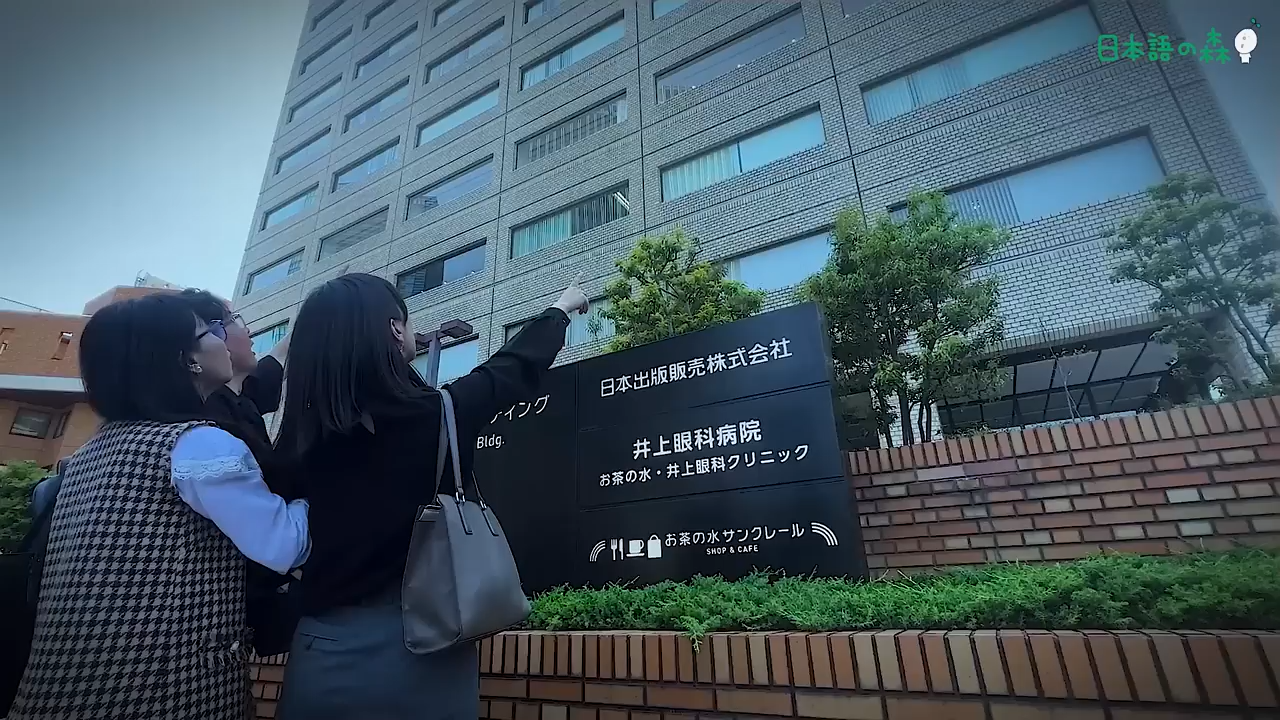 日本語の森
日本出版販売株式会社
ディング
Bldg.
井上眼科病院
お茶の水・井上眼科クリニック
お茶の水サンクレール
SHOP & CAFE